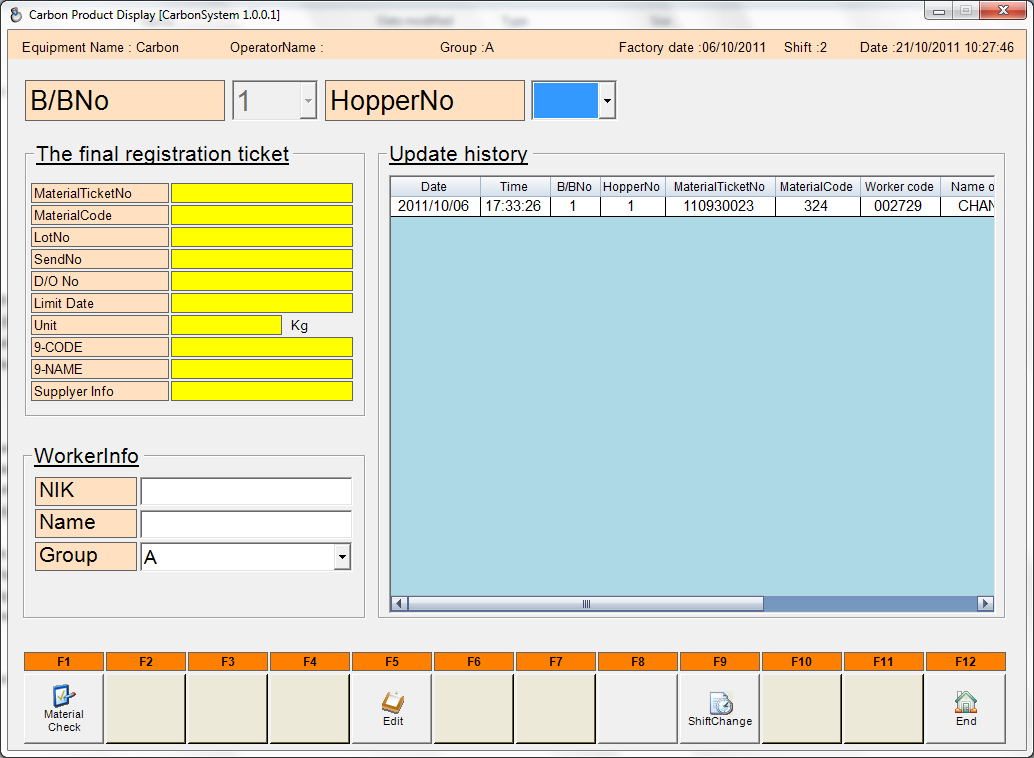 Carbon Product Display [CarbonSystem 1.0.0.1]
Equipment Name : Carbon OperatorName : Group :A Factory date :06/10/2011 Shift :2 Date :21/10/2011 10:27:46
B/BNo 1 HopperNo
The final registration ticket
MaterialTicketNo
MaterialCode
LotNo
SendNo
D/O No
Limit Date
Unit Kg
9-CODE
9-NAME
Supplyer Info
WorkerInfo
NIK
Name
Group A
Update history
Date Time B/BNo HopperNo MaterialTicketNo MaterialCode Worker code Name o
2011/10/06 17:33:26 1 1 110930023 324 002729 CHAN
F1 F2 F3 F4 F5 F6 F7 F8 F9 F10 F11 F12
Material Check Edit ShiftChange End